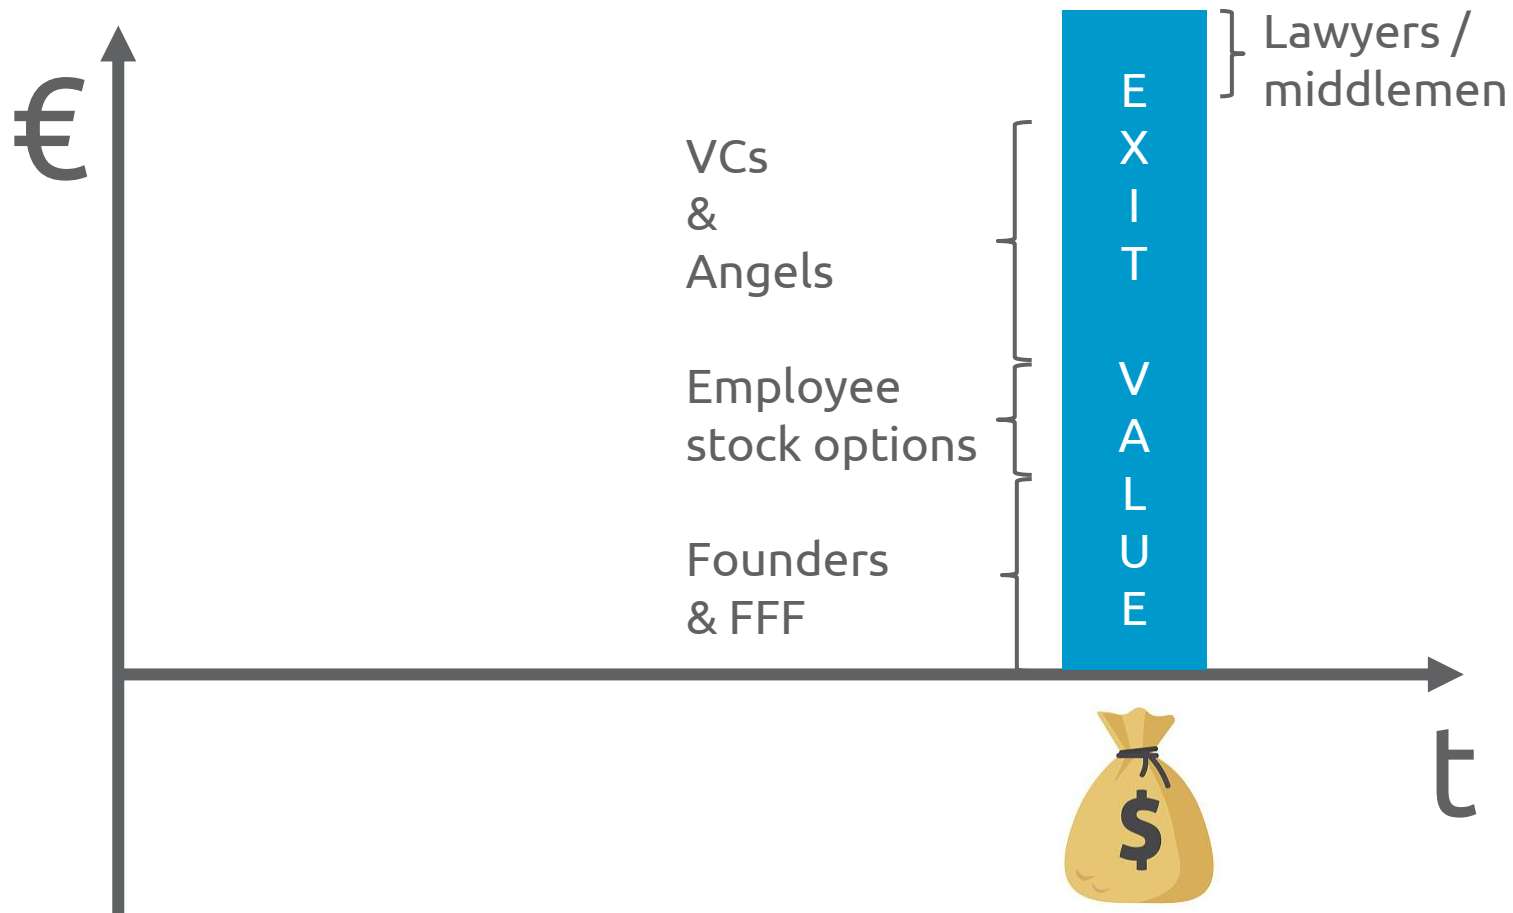 €
VCs
&
Angels
Employee
stock options
Founders
& FFF
E
X
I
T
V
A
L
U
E
Lawyers /
middlemen
t
$